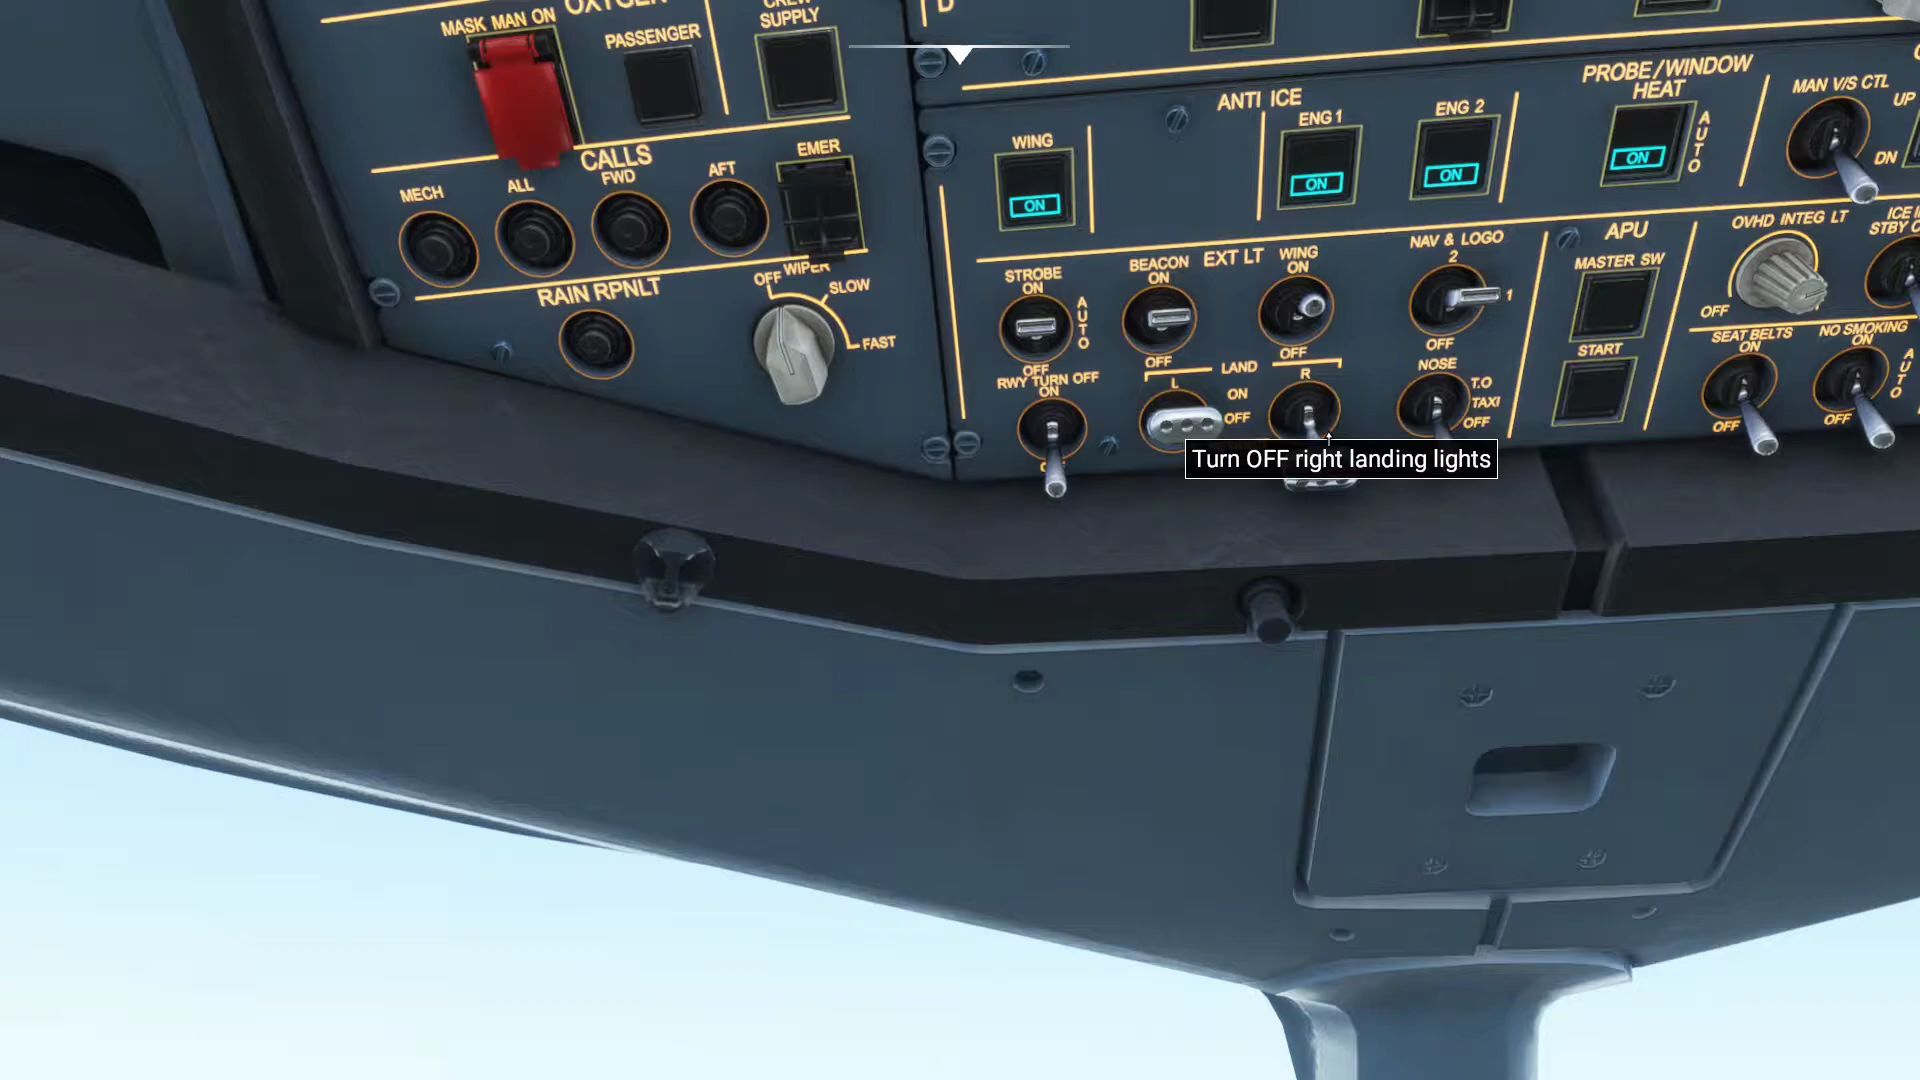 MASK MAN ON
OXYGEN
PASSENGER
CREW
SUPPLY
D
ANTI ICE
WING
ON
ENG 1
ON
ENG 2
ON
PROBE/WINDOW
HEAT
ON
AUTO
MAN V/S CTL
UP
DN
CALLS
MECH
ALL
FWD
AFT
EMER
RAIN RPNLT
WIPER
OFF
SLOW
FAST
EXT LT
STROBE
ON
AUTO
OFF
BEACON
ON
OFF
WING
ON
OFF
NAV & LOGO
2
1
OFF
RWY TURN OFF
ON
LAND
L
R
ON
OFF
NOSE
T.O
TAXI
OFF
APU
MASTER SW
START
OVHD INTEG LT
OFF
SEAT BELTS
ON
OFF
NO SMOKING
ON
AUTO
OFF
Turn OFF right landing lights